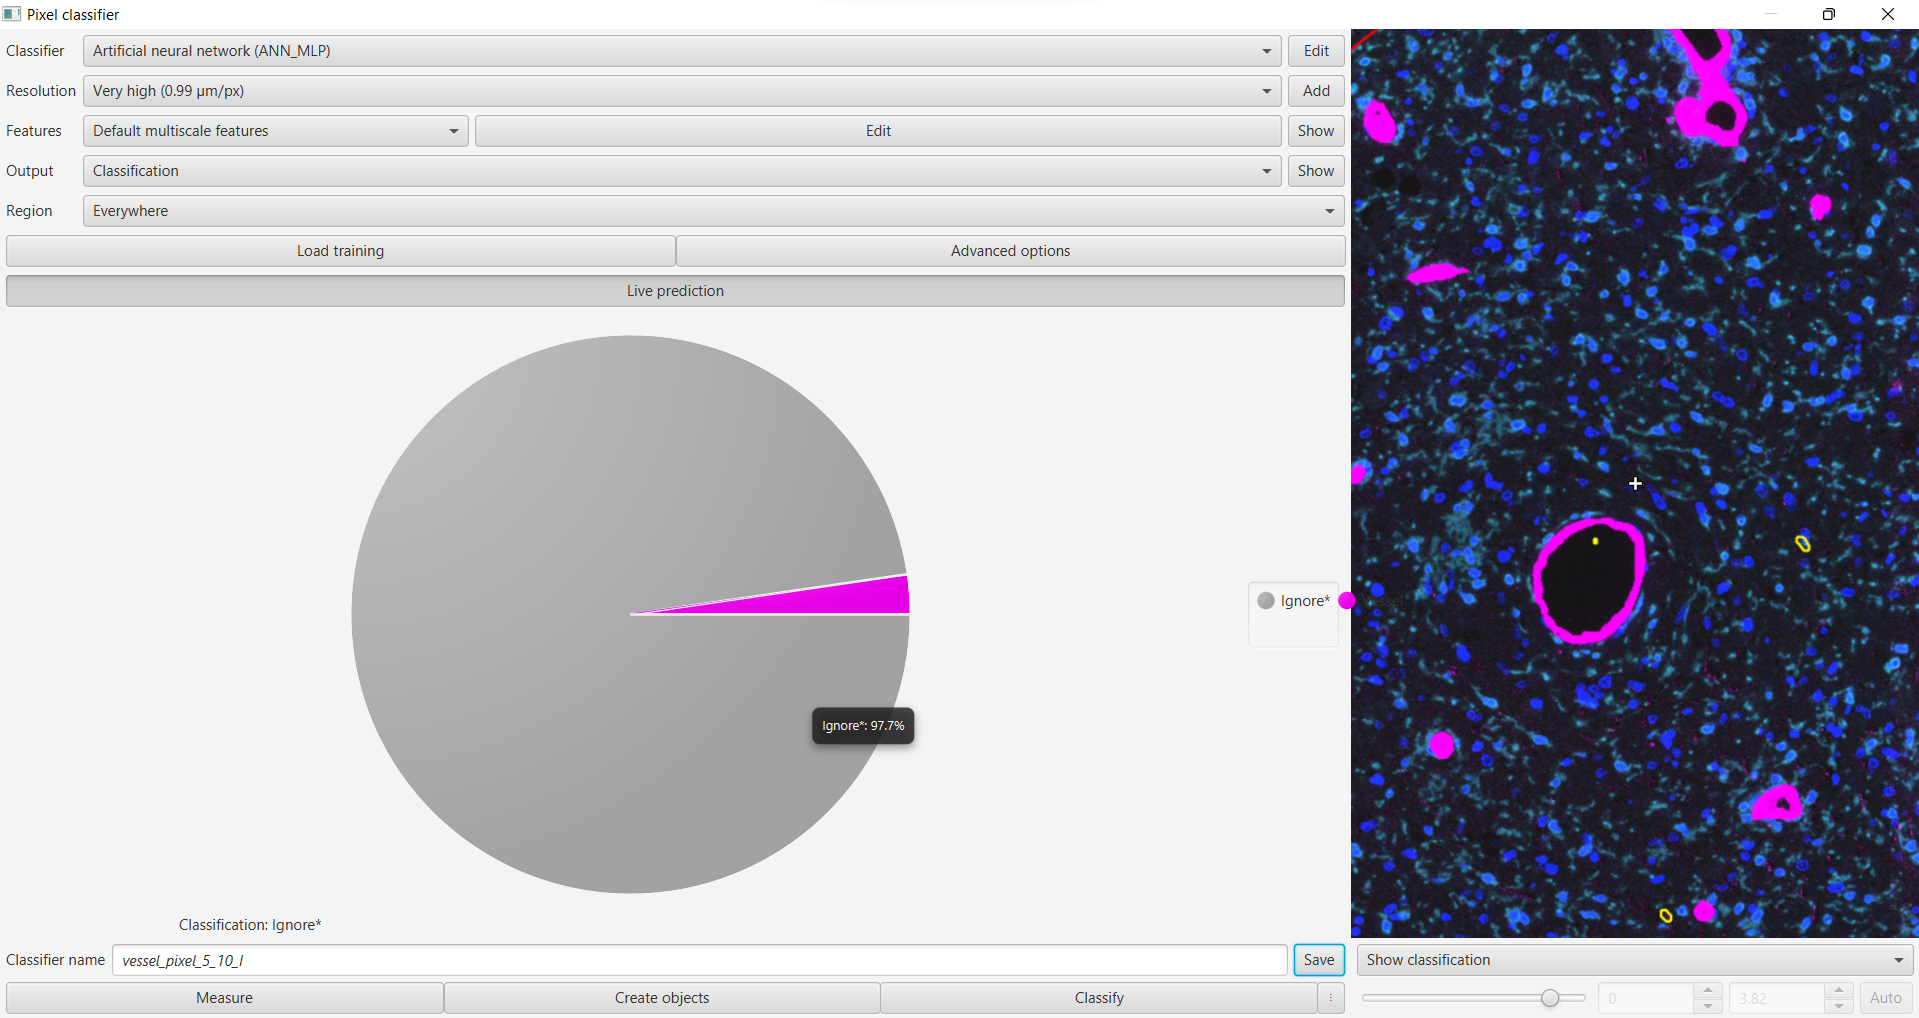 Pixel classifier
Classifier Artificial neural network (ANN_MLP) Edit
Resolution Very high (0.99 µm/px) Add
Features Default multiscale features Edit Show
Output Classification Show
Region Everywhere
Load training Advanced options
Live prediction
Ignore*
Ignore*: 97.7%
Classification: Ignore*
Classifier name vessel_pixel_5_10_I Save Show classification
Measure Create objects Classify 0 3.82 Auto